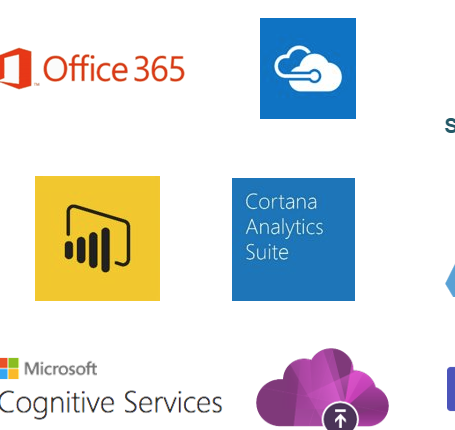 Office 365
Cortana
Analytics
Suite
Microsoft
Cognitive Services